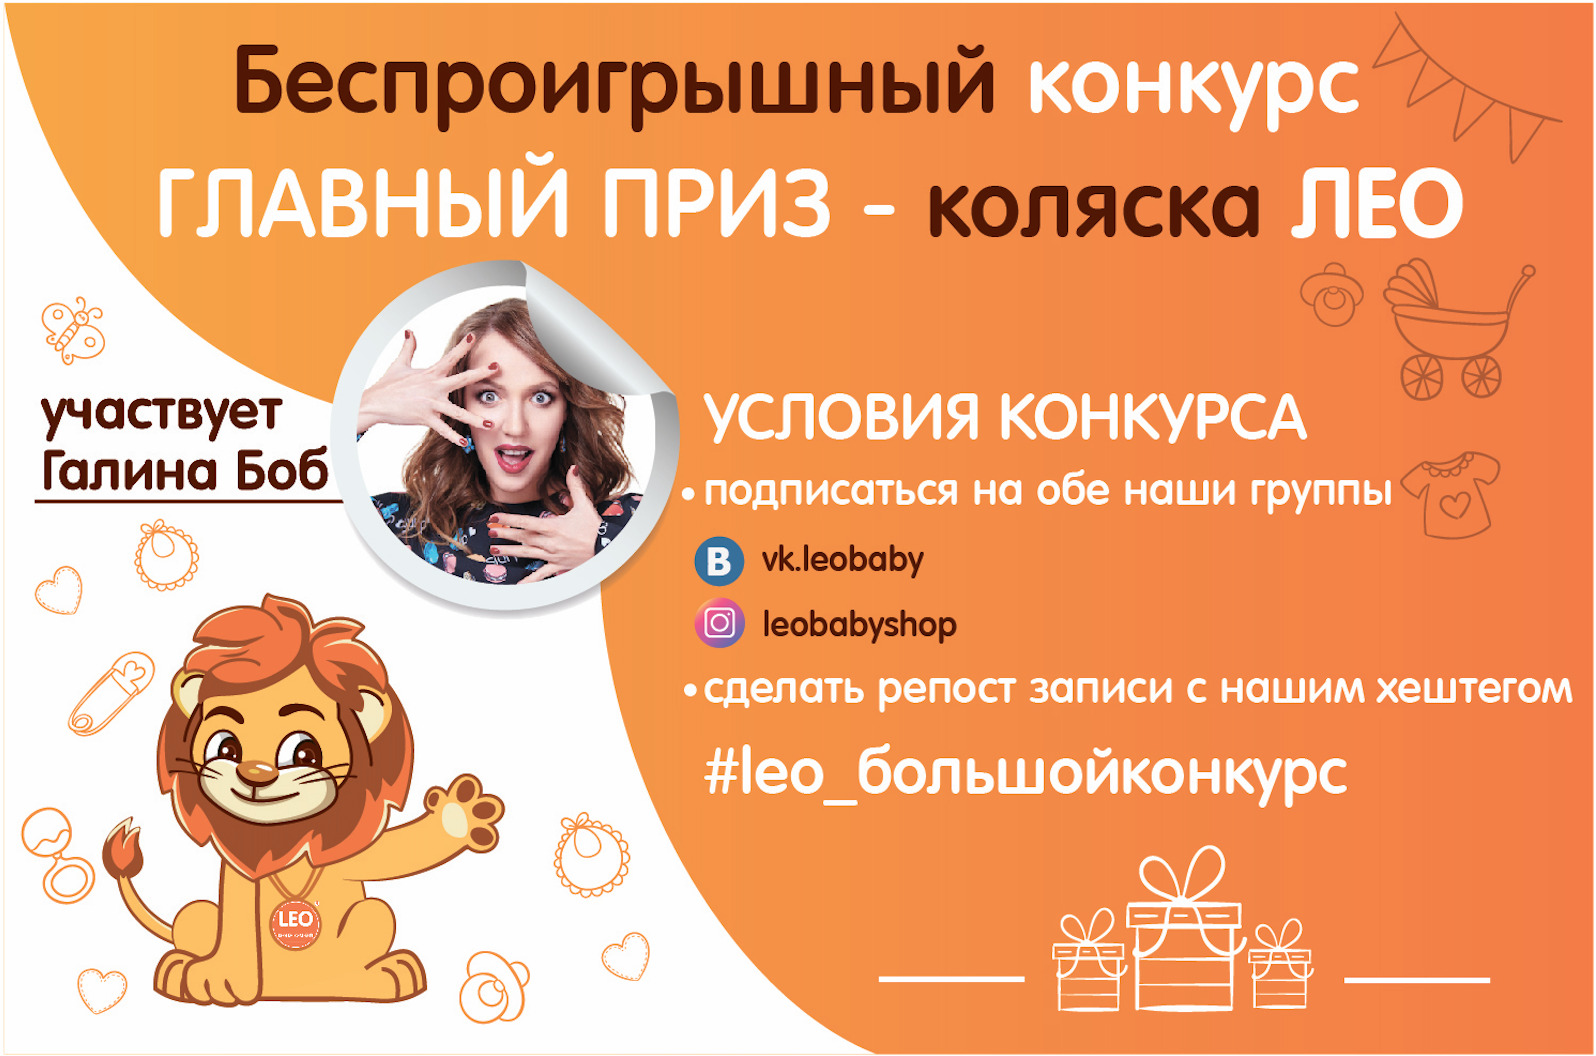 Беспроигрышный конкурс
ГЛАВНЫЙ ПРИЗ - коляска ЛЕО
участвует
Галина Боб
УСЛОВИЯ КОНКУРСА
• подписаться на обе наши группы
B vk.leobaby
leobabyshop
• сделать репост записи с нашим хештегом
#leo_большойконкурс
LEO